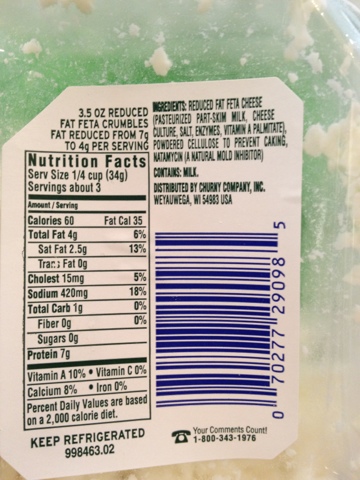 3.5 OZ REDUCED
FAT FETA CRUMBLES
FAT REDUCED FROM 7g
TO 4g PER SERVING
Nutrition Facts
Serv Size 1/4 cup (34g)
Servings about 3
Amount / Serving
Calories 60 Fat Cal 35
Total Fat 4g 6%
Sat Fat 2.5g 13%
Trans Fat 0g
Cholest 15mg 5%
Sodium 420mg 18%
Total Carb 1g 0%
Fiber 0g 0%
Sugars 0g
Protein 7g
Vitamin A 10% • Vitamin C 0%
Calcium 8% • Iron 0%
Percent Daily Values are based
on a 2,000 calorie diet.
KEEP REFRIGERATED
998463.02
INGREDIENTS: REDUCED FAT FETA CHEESE
(PASTEURIZED PART-SKIM MILK, CHEESE
CULTURE, SALT, ENZYMES, VITAMIN A PALMITATE),
POWDERED CELLULOSE TO PREVENT CAKING,
NATAMYCIN (A NATURAL MOLD INHIBITOR)
CONTAINS: MILK.
DISTRIBUTED BY CHURNY COMPANY, INC.
WEYAUWEGA, WI 54983 USA
0 70277 29098 5
Your Comments Count!
1-800-343-1976